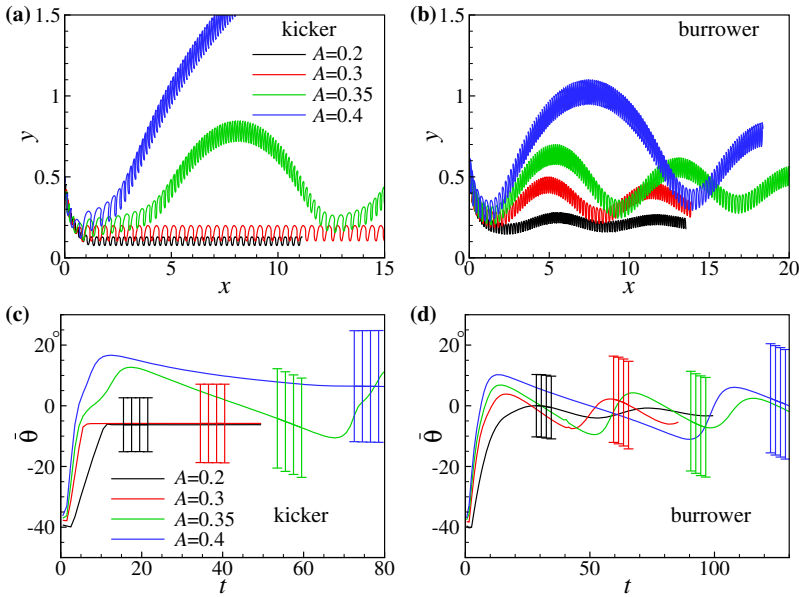 (a)
kicker
A=0.2
A=0.3
A=0.35
A=0.4
y
1.5
1
0.5
0
0 5 10 15
x
(b)
burrower
y
1.5
1
0.5
0
0 5 10 15 20
x
(c)
20°
0
-20
-40
θ̄
A=0.2
A=0.3
A=0.35
A=0.4
kicker
0 20 40 60 80
t
(d)
20°
0
-20
-40
θ̄
burrower
0 50 100
t